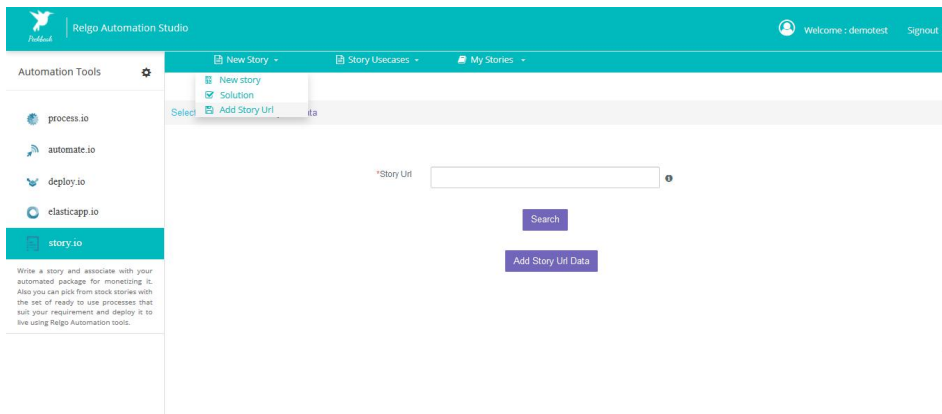 Relgo Automation Studio
Welcome : demotest Signout
New Story Story Usecases My Stories
Automation Tools
New story
Solution
Add Story Url
Selec ta
process.io
automate.io
deploy.io
elasticapp.io
story.io
*Story Url
Search
Add Story Url Data
Write a story and associate with your
automated package for monetizing it.
Also you can pick from stock stories with
the set of ready to use processes that
suit your requirement and deploy it to
live using Relgo Automation tools.